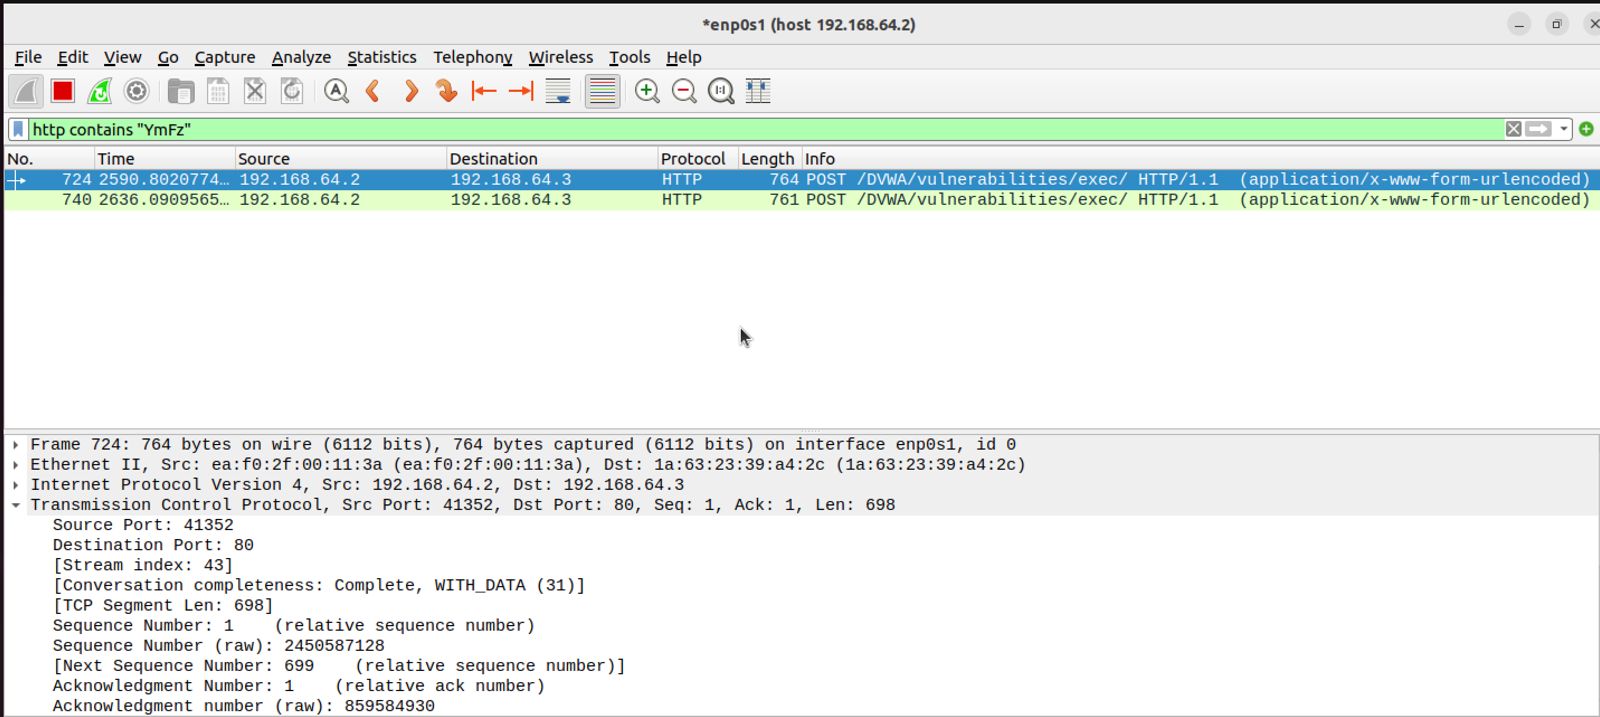 *enp0s1 (host 192.168.64.2)
File Edit View Go Capture Analyze Statistics Telephony Wireless Tools Help
http contains "YmFz"
No. Time Source Destination Protocol Length Info
724 2590.8020774… 192.168.64.2 192.168.64.3 HTTP 764 POST /DVWA/vulnerabilities/exec/ HTTP/1.1 (application/x-www-form-urlencoded)
740 2636.0909565… 192.168.64.2 192.168.64.3 HTTP 761 POST /DVWA/vulnerabilities/exec/ HTTP/1.1 (application/x-www-form-urlencoded)
Frame 724: 764 bytes on wire (6112 bits), 764 bytes captured (6112 bits) on interface enp0s1, id 0
Ethernet II, Src: ea:f0:2f:00:11:3a (ea:f0:2f:00:11:3a), Dst: 1a:63:23:39:a4:2c (1a:63:23:39:a4:2c)
Internet Protocol Version 4, Src: 192.168.64.2, Dst: 192.168.64.3
Transmission Control Protocol, Src Port: 41352, Dst Port: 80, Seq: 1, Ack: 1, Len: 698
Source Port: 41352
Destination Port: 80
[Stream index: 43]
[Conversation completeness: Complete, WITH_DATA (31)]
[TCP Segment Len: 698]
Sequence Number: 1 (relative sequence number)
Sequence Number (raw): 2450587128
[Next Sequence Number: 699 (relative sequence number)]
Acknowledgment Number: 1 (relative ack number)
Acknowledgment number (raw): 859584930